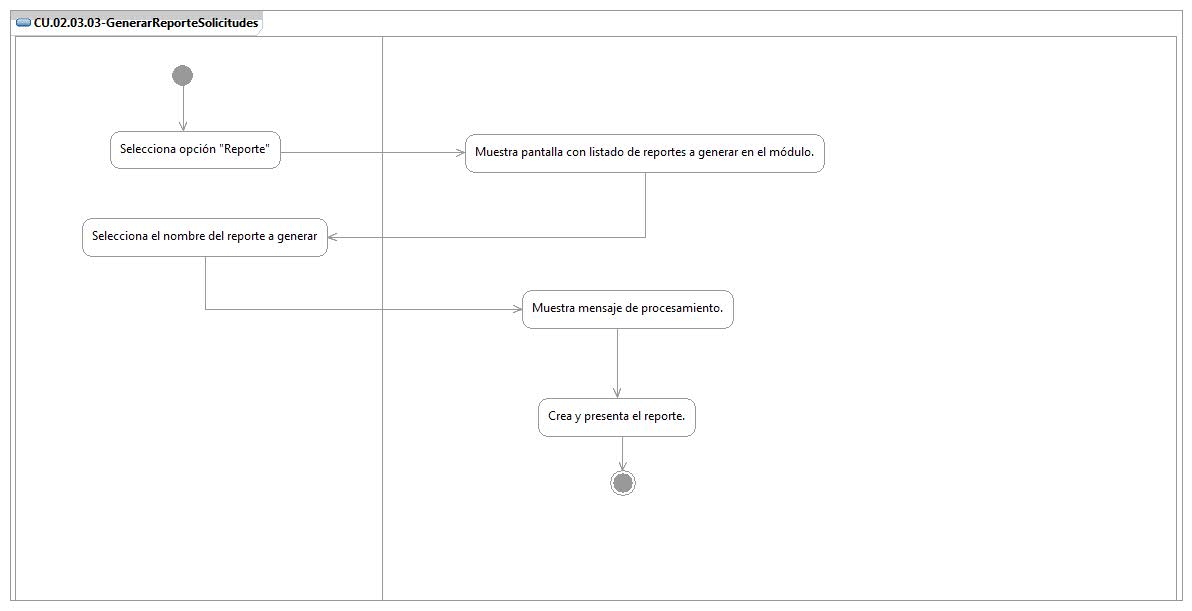 CU.02.03.03-GenerarReporteSolicitudes
Selecciona opción "Reporte"
Muestra pantalla con listado de reportes a generar en el módulo.
Selecciona el nombre del reporte a generar
Muestra mensaje de procesamiento.
Crea y presenta el reporte.